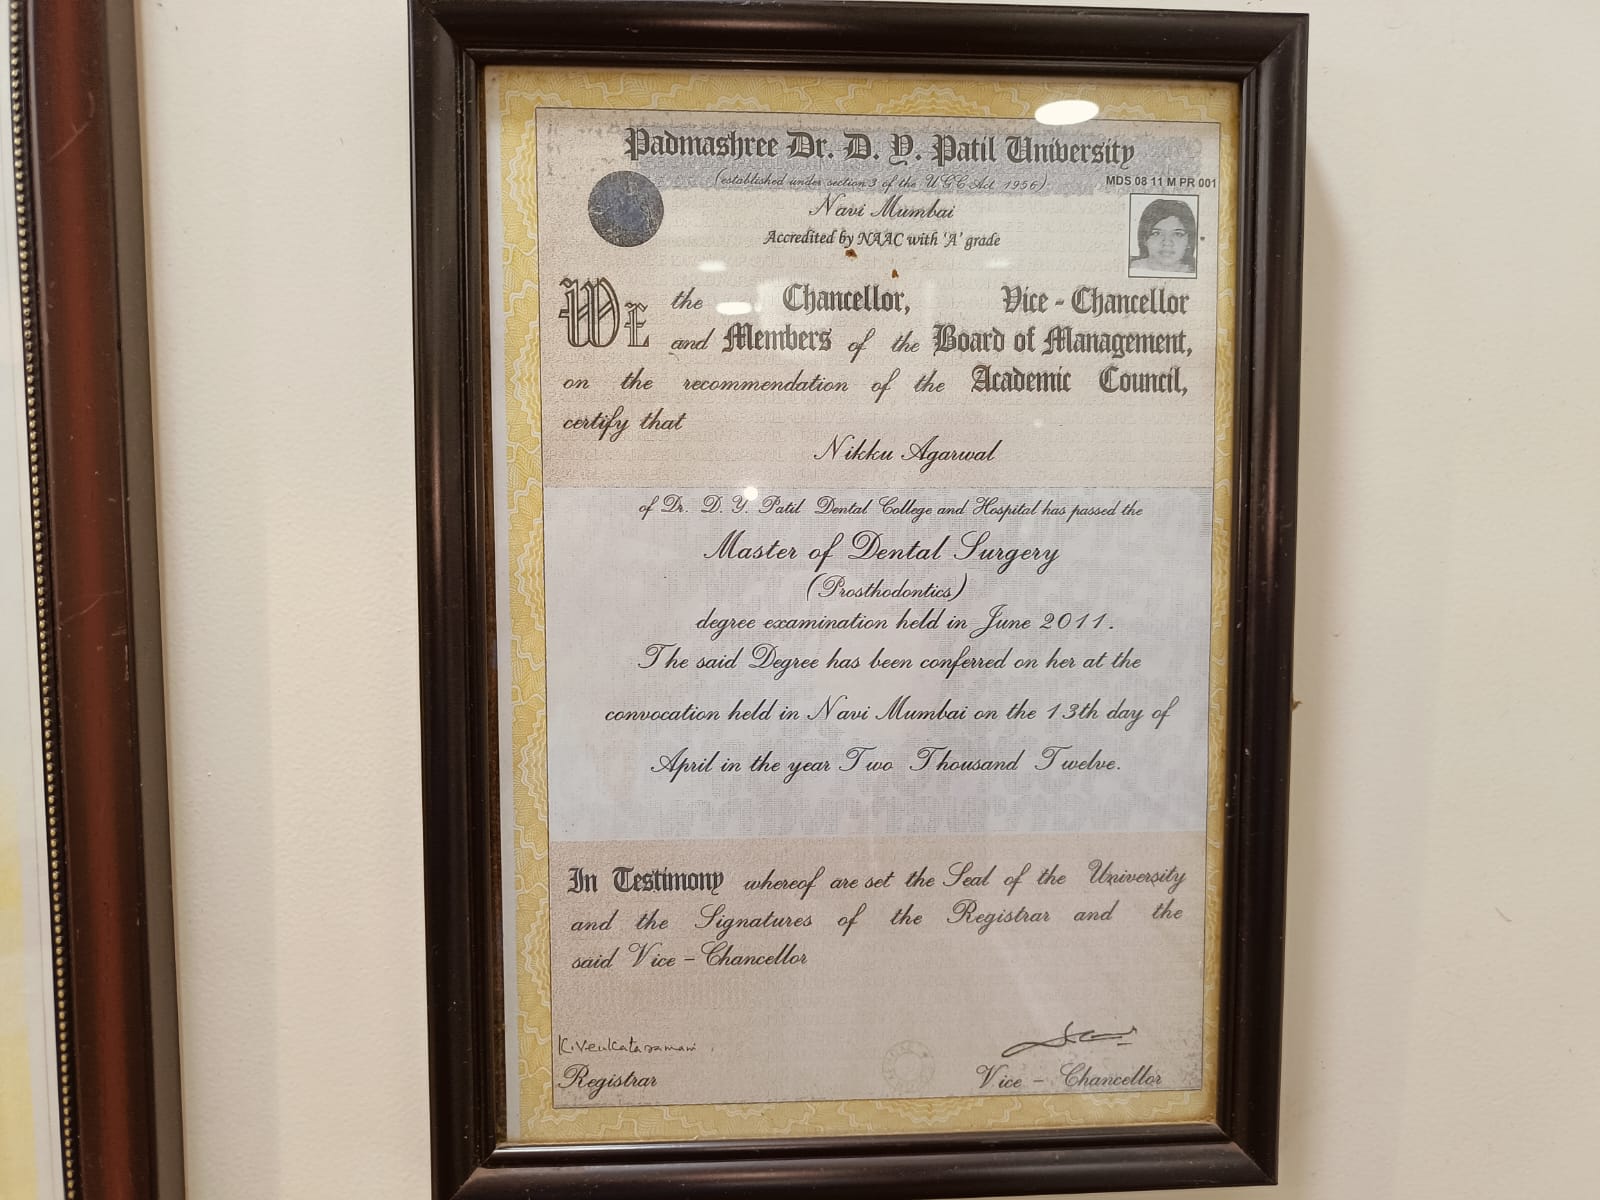 Padmashree Dr. D. Y. Patil University
(established under section 3 of the UGC Act 1956)
MDS 08 11 M PR 001
Navi Mumbai
Accredited by NAAC with 'A' grade
WE the Chancellor, Vice - Chancellor
and Members of the Board of Management,
on the recommendation of the Academic Council,
certify that
Nikku Agarwal
of Dr. D. Y. Patil Dental College and Hospital has passed the
Master of Dental Surgery
(Prosthodontics)
degree examination held in June 2011.
The said Degree has been conferred on her at the
convocation held in Navi Mumbai on the 13th day of
April in the year Two Thousand Twelve.
In Testimony whereof are set the Seal of the University
and the Signatures of the Registrar and the
said Vice - Chancellor
K. Venkataramani
Registrar
Vice - Chancellor